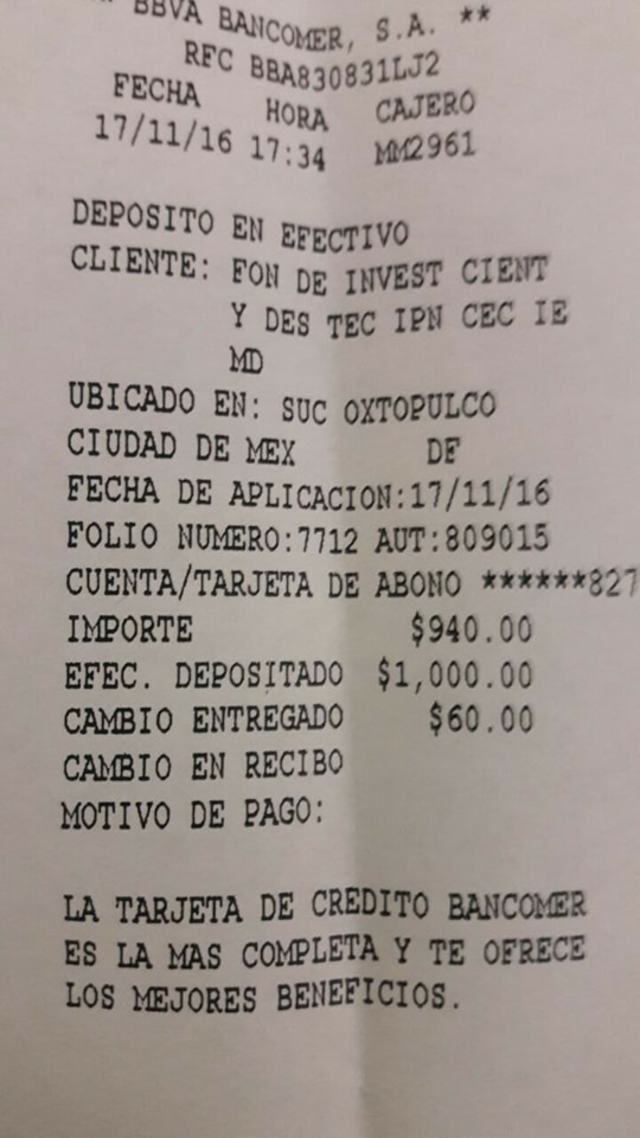 BBVA BANCOMER, S.A. **
RFC BBA830831LJ2
FECHA HORA CAJERO
17/11/16 17:34 MM2961
DEPOSITO EN EFECTIVO
CLIENTE: FON DE INVEST CIENT
Y DES TEC IPN CEC IE
MD
UBICADO EN: SUC OXTOPULCO
CIUDAD DE MEX DF
FECHA DE APLICACION:17/11/16
FOLIO NUMERO:7712 AUT:809015
CUENTA/TARJETA DE ABONO ******827
IMPORTE $940.00
EFEC. DEPOSITADO $1,000.00
CAMBIO ENTREGADO $60.00
CAMBIO EN RECIBO
MOTIVO DE PAGO:
LA TARJETA DE CREDITO BANCOMER
ES LA MAS COMPLETA Y TE OFRECE
LOS MEJORES BENEFICIOS.